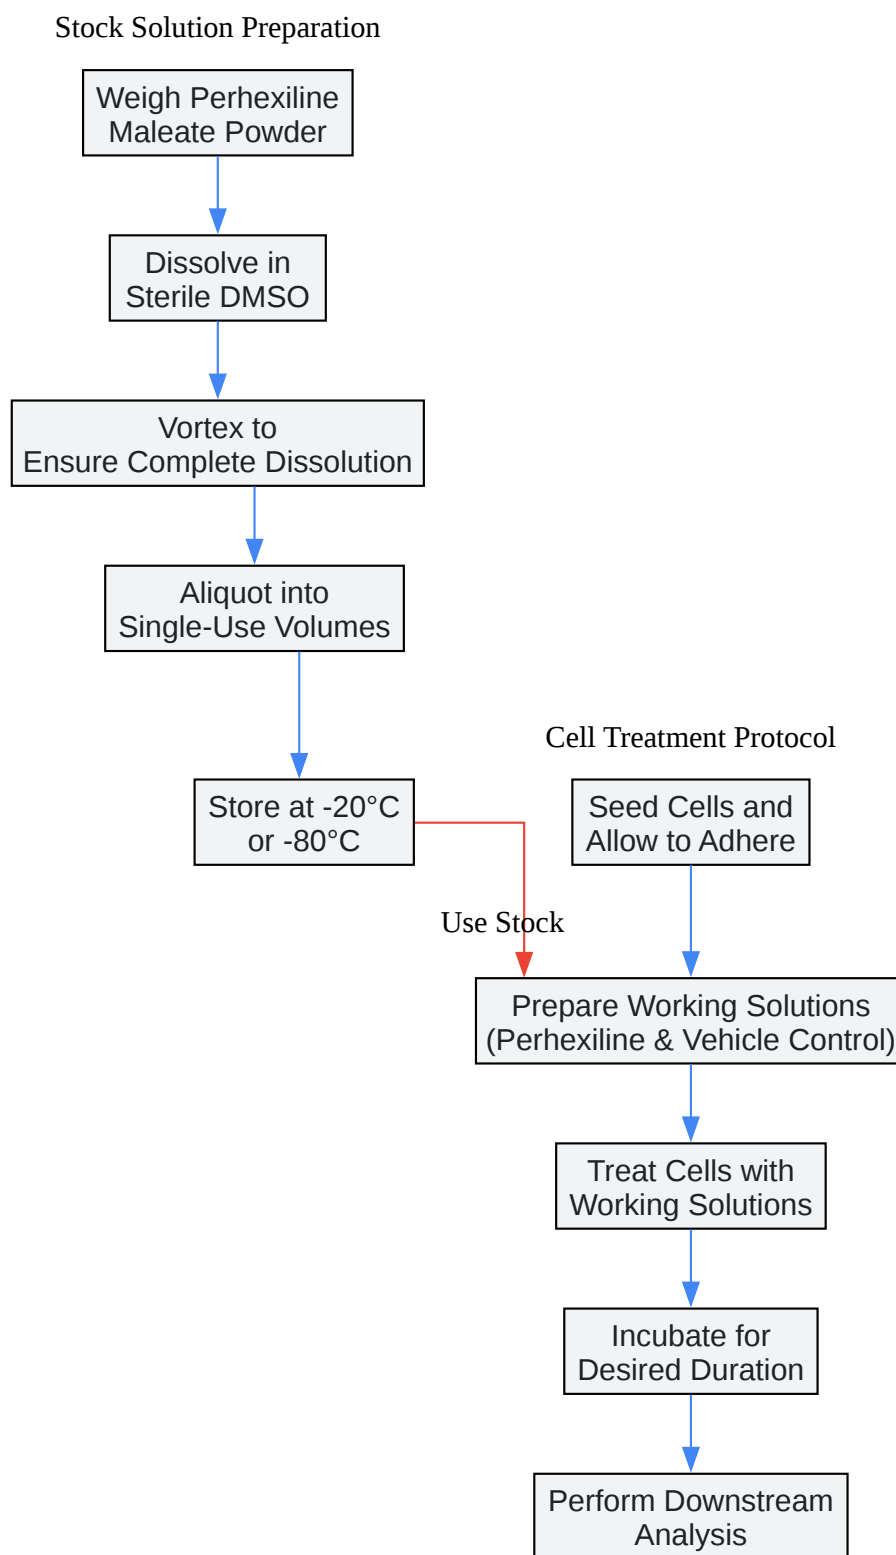 Stock Solution Preparation
Weigh Perhexiline
Maleate Powder
Dissolve in
Sterile DMSO
Vortex to
Ensure Complete Dissolution
Aliquot into
Single-Use Volumes
Store at -20°C
or -80°C
Cell Treatment Protocol
Seed Cells and
Allow to Adhere
Use Stock
Prepare Working Solutions
(Perhexiline & Vehicle Control)
Treat Cells with
Working Solutions
Incubate for
Desired Duration
Perform Downstream
Analysis